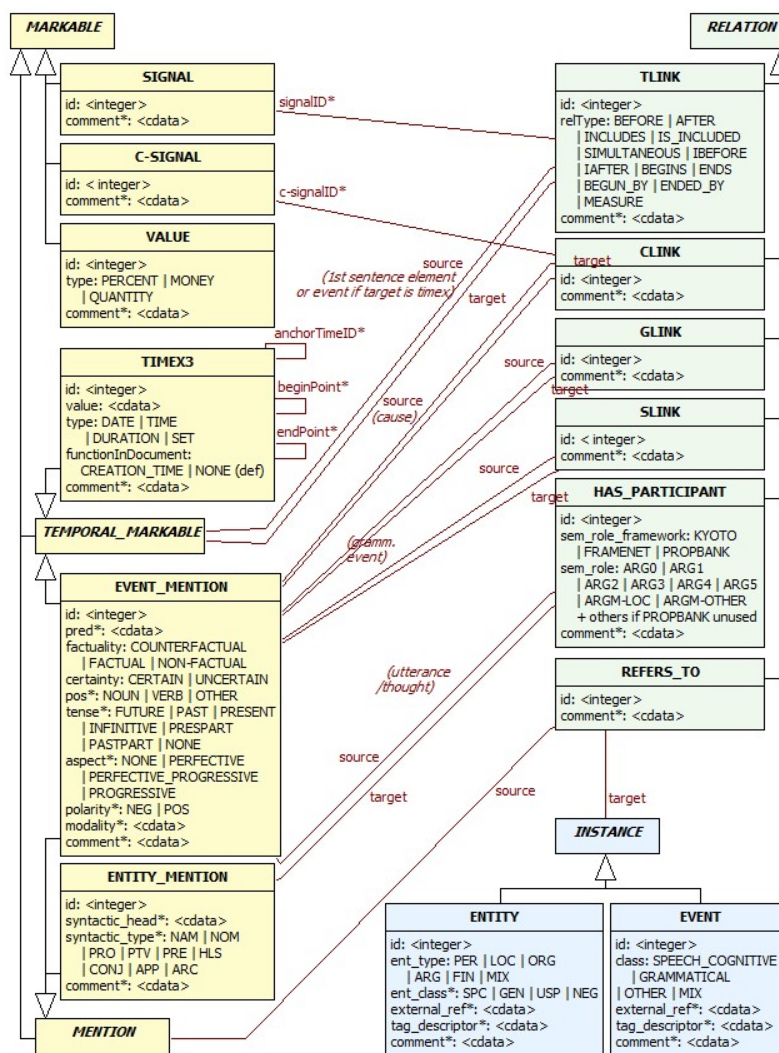 MARKABLE
RELATION
SIGNAL
id: <integer>
comment*: <cdata>
signalID*
C-SIGNAL
id: < integer>
comment*: <cdata>
c-signalID*
VALUE
id: <integer>
type: PERCENT | MONEY
| QUANTITY
comment*: <cdata>
TIMEX3
id: <integer>
value: <cdata>
type: DATE | TIME
| DURATION | SET
functionInDocument:
CREATION_TIME | NONE (def)
comment*: <cdata>
anchorTimeID*
beginPoint*
endPoint*
TEMPORAL_MARKABLE
EVENT_MENTION
id: <integer>
pred*: <cdata>
factuality: COUNTERFACTUAL
| FACTUAL | NON-FACTUAL
certainty: CERTAIN | UNCERTAIN
pos*: NOUN | VERB | OTHER
tense*: FUTURE | PAST | PRESENT
| INFINITIVE | PRESPART
| PASTPART | NONE
aspect*: NONE | PERFECTIVE
| PERFECTIVE_PROGRESSIVE
| PROGRESSIVE
polarity*: NEG | POS
modality*: <cdata>
comment*: <cdata>
ENTITY_MENTION
id: <integer>
syntactic_head*: <cdata>
syntactic_type*: NAM | NOM
| PRO | PTV | PRE | HLS
| CONJ | APP | ARC
comment*: <cdata>
MENTION
source
(1st sentence element
or event if target is timex)
target
source
(cause)
target
source
target
(gramm.
event)
source
target
(utterance
/thought)
source
target
source
target
TLINK
id: <integer>
relType: BEFORE | AFTER
| INCLUDES | IS_INCLUDED
| SIMULTANEOUS | IBEFORE
| IAFTER | BEGINS | ENDS
| BEGUN_BY | ENDED_BY
| MEASURE
comment*: <cdata>
CLINK
id: <integer>
comment*: <cdata>
GLINK
id: <integer>
comment*: <cdata>
SLINK
id: < integer>
comment*: <cdata>
HAS_PARTICIPANT
id: <integer>
sem_role_framework: KYOTO
| FRAMENET | PROPBANK
sem_role: ARG0 | ARG1
| ARG2 | ARG3 | ARG4 | ARG5
| ARGM-LOC | ARGM-OTHER
+ others if PROPBANK unused
comment*: <cdata>
REFERS_TO
id: <integer>
comment*: <cdata>
INSTANCE
ENTITY
id: <integer>
ent_type: PER | LOC | ORG
| ARG | FIN | MIX
ent_class*: SPC | GEN | USP | NEG
external_ref*: <cdata>
tag_descriptor*: <cdata>
comment*: <cdata>
EVENT
id: <integer>
class: SPEECH_COGNITIVE
| GRAMMATICAL
| OTHER | MIX
external_ref*: <cdata>
tag_descriptor*: <cdata>
comment*: <cdata>